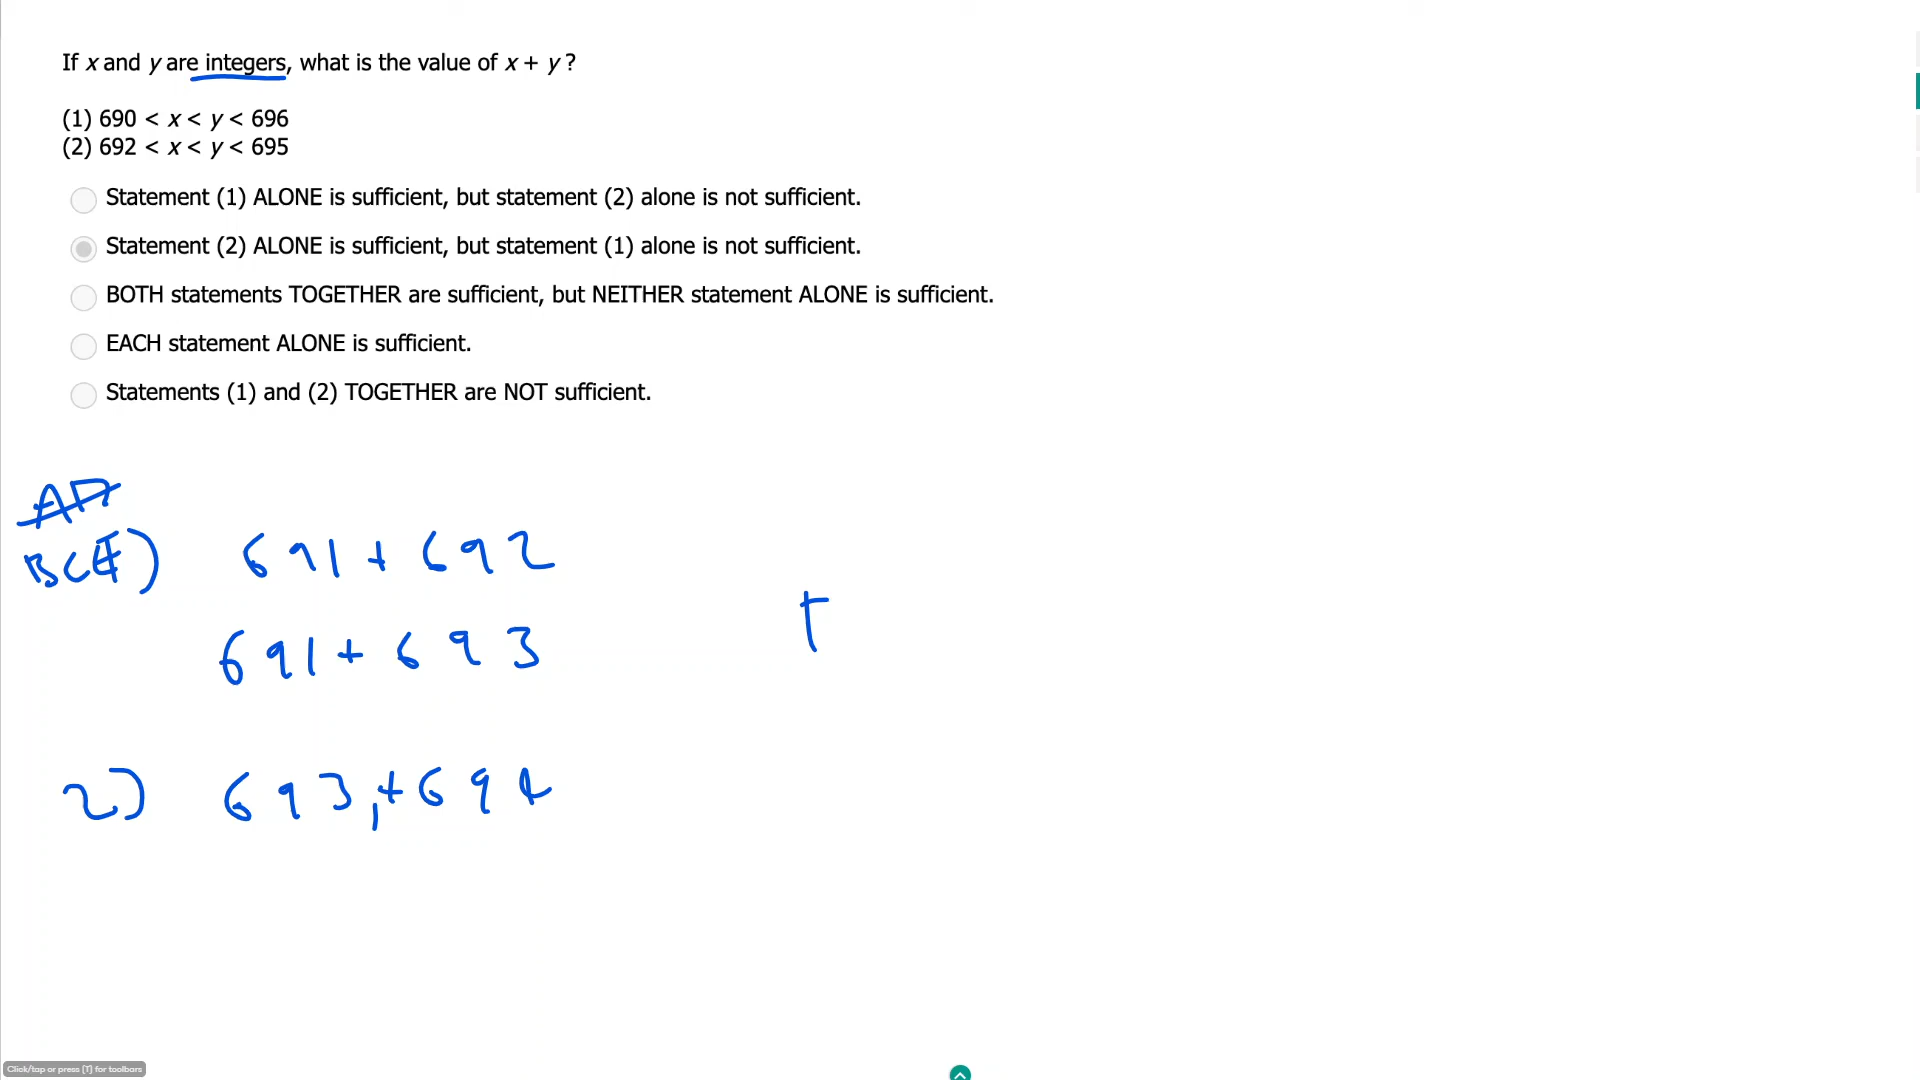 If x and y are integers, what is the value of x + y ?
(1) 690 < x < y < 696
(2) 692 < x < y < 695
Statement (1) ALONE is sufficient, but statement (2) alone is not sufficient.
Statement (2) ALONE is sufficient, but statement (1) alone is not sufficient.
BOTH statements TOGETHER are sufficient, but NEITHER statement ALONE is sufficient.
EACH statement ALONE is sufficient.
Statements (1) and (2) TOGETHER are NOT sufficient.
AD
BCE 1) 691 + 692
691 + 693
2) 693, + 694
Click/tap or press [T] for toolbars